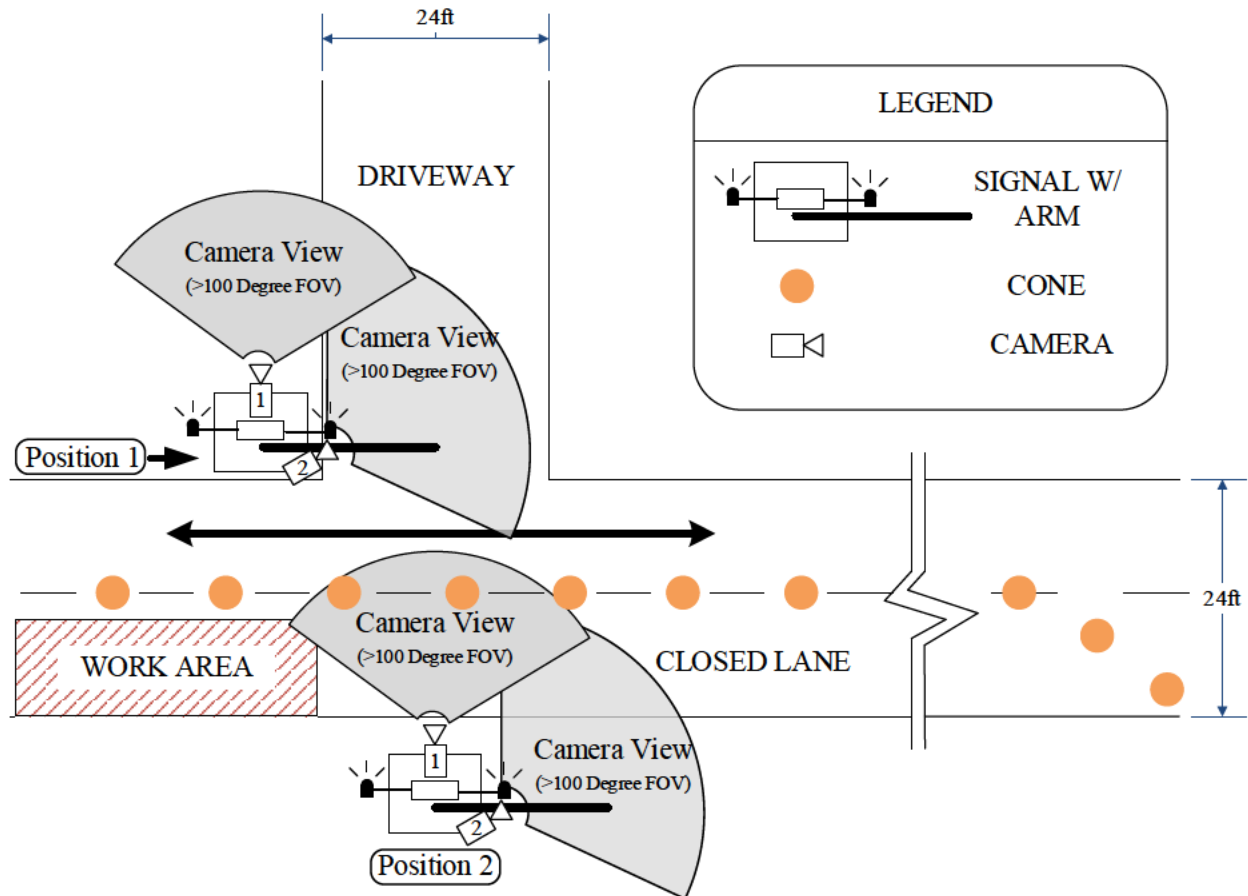 24ft
LEGEND
DRIVEWAY
SIGNAL W/
ARM
CONE
CAMERA
Camera View
(>100 Degree FOV)
Camera View
(>100 Degree FOV)
1
Position 1
2
24ft
Camera View
(>100 Degree FOV)
WORK AREA
CLOSED LANE
Camera View
(>100 Degree FOV)
1
2
Position 2